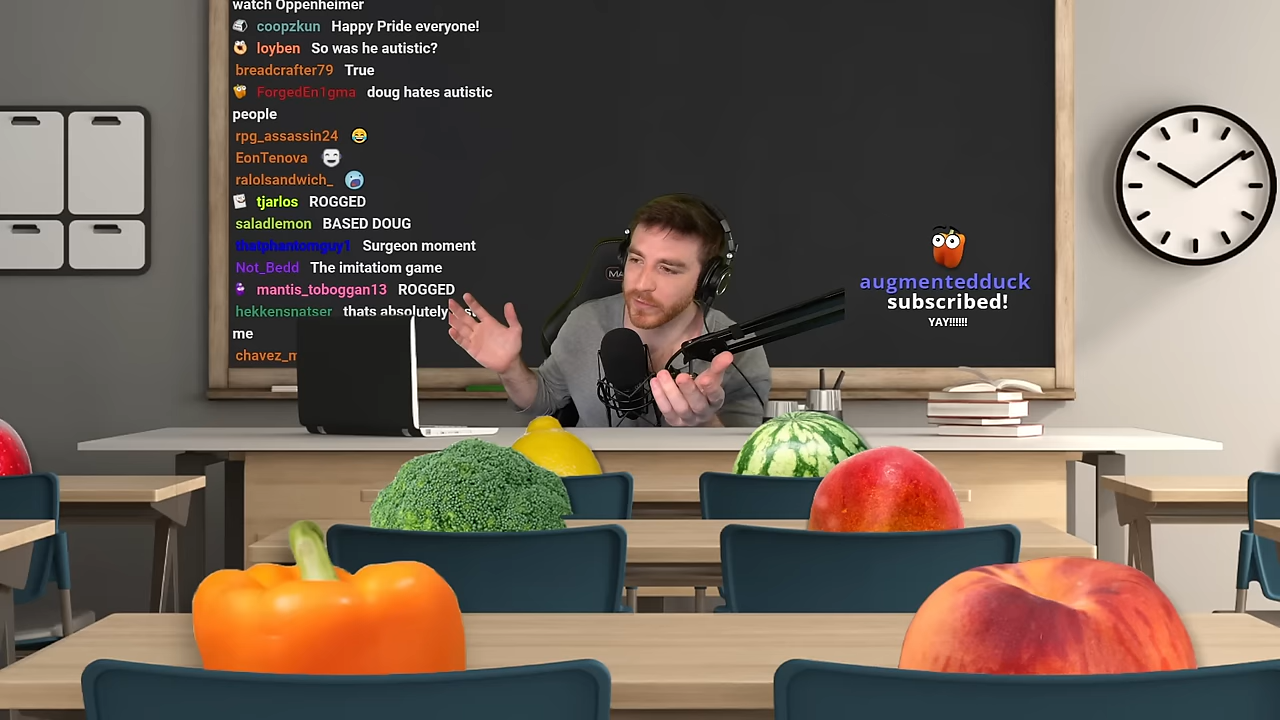 watch Oppenheimer
coopzkun Happy Pride everyone!
loyben So was he autistic?
breadcrafter79 True
ForgedEn1gma doug hates autistic
people
rpg_assassin24
EonTenova
ralolsandwich_
tjarlos ROGGED
saladlemon BASED DOUG
thatphantomguy1 Surgeon moment
Not_Bedd The imitatiom game
mantis_toboggan13 ROGGED
hekkensnatser thats absolutely
me
augmentedduck
subscribed!
YAY!!!!!!